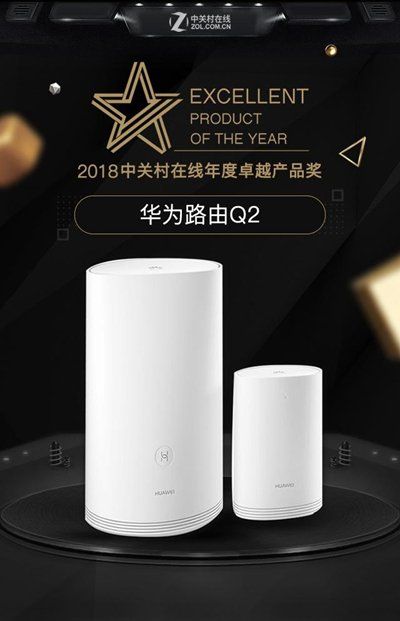 中关村在线
ZOL.COM.CN
EXCELLENT
PRODUCT
OF THE YEAR
2018中关村在线年度卓越产品奖
华为路由Q2
HUAWEI
HUAWEI